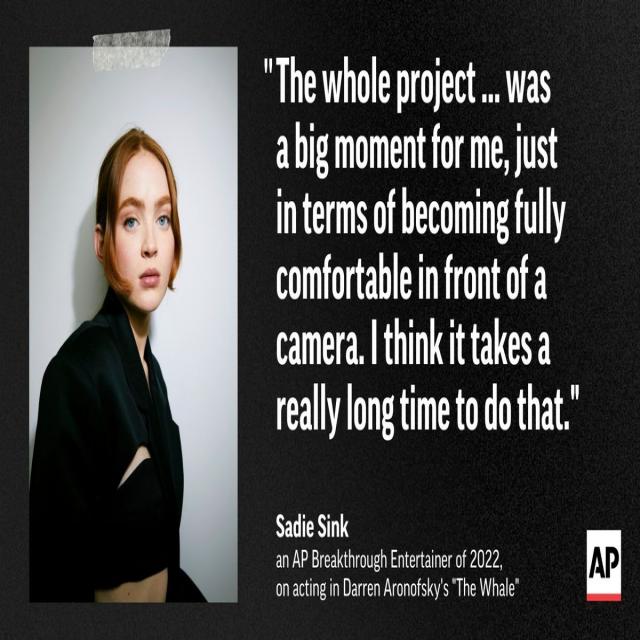 "The whole project ... was
a big moment for me, just
in terms of becoming fully
comfortable in front of a
camera. I think it takes a
really long time to do that."
Sadie Sink
an AP Breakthrough Entertainer of 2022,
on acting in Darren Aronofsky's "The Whale"
AP